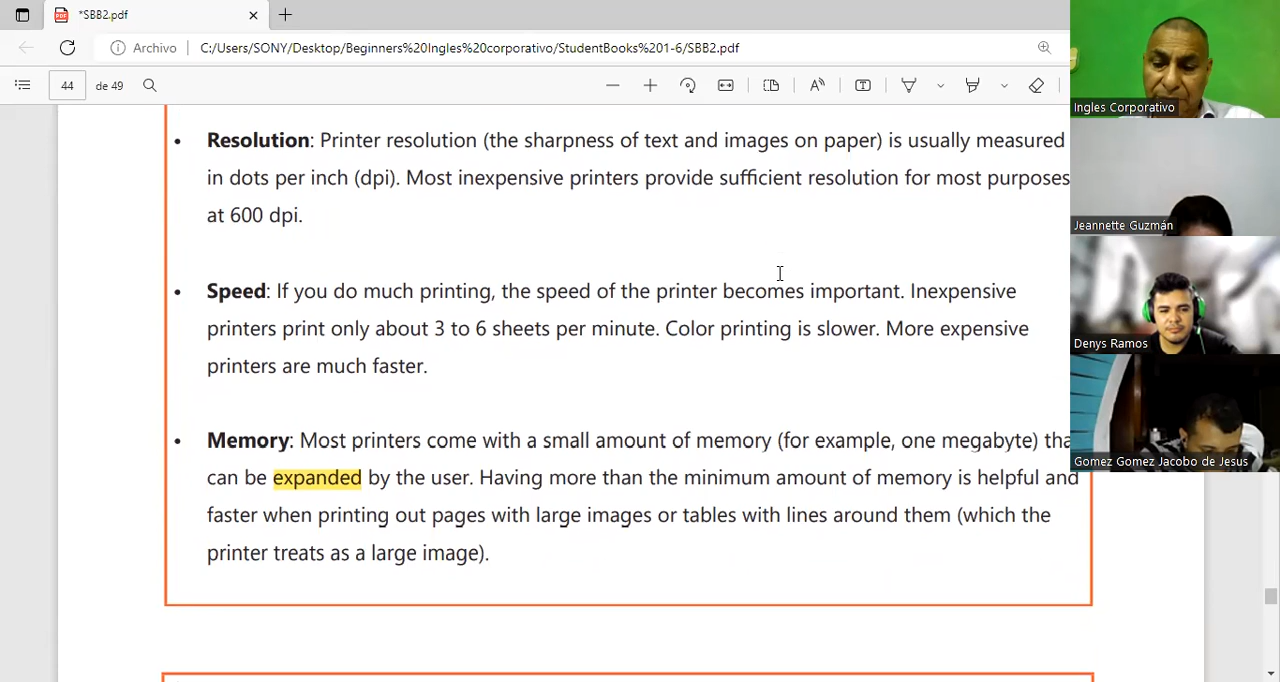 *SBB2.pdf
Archivo
C:/Users/SONY/Desktop/Beginners%20Ingles%20corporativo/StudentBooks%201-6/SBB2.pdf
44 de 49
• Resolution: Printer resolution (the sharpness of text and images on paper) is usually measured
in dots per inch (dpi). Most inexpensive printers provide sufficient resolution for most purposes
at 600 dpi.
• Speed: If you do much printing, the speed of the printer becomes important. Inexpensive
printers print only about 3 to 6 sheets per minute. Color printing is slower. More expensive
printers are much faster.
• Memory: Most printers come with a small amount of memory (for example, one megabyte) tha
can be expanded by the user. Having more than the minimum amount of memory is helpful and
faster when printing out pages with large images or tables with lines around them (which the
printer treats as a large image).
Ingles Corporativo
Jeannette Guzmán
Denys Ramos
Gomez Gomez Jacobo de Jesus